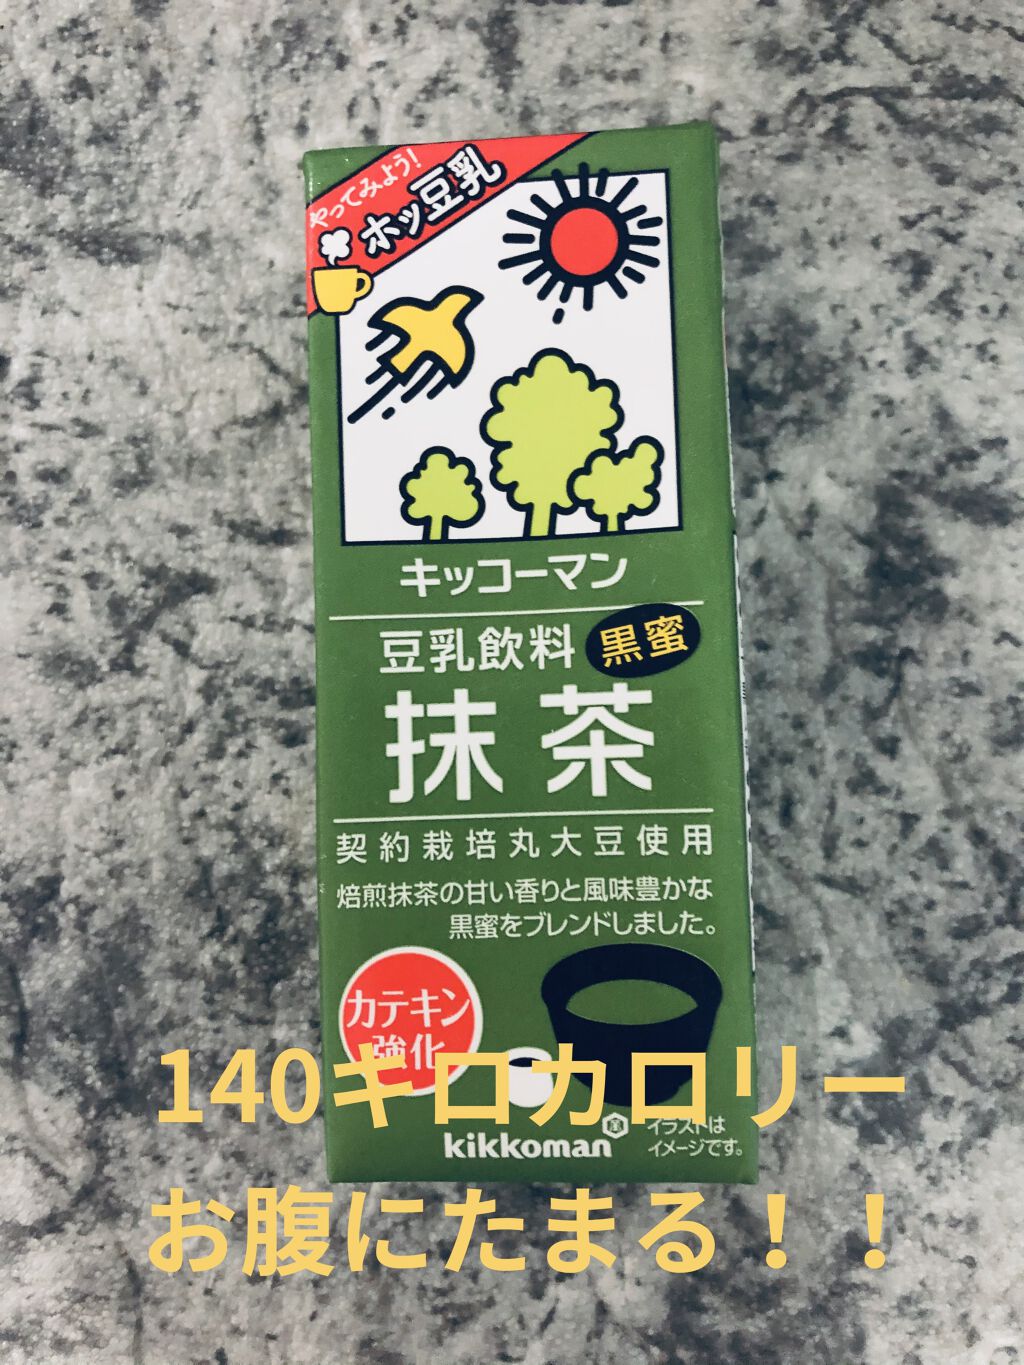 やってみよう！
ホッ豆乳
キッコーマン
豆乳飲料 黒蜜
抹茶
契約栽培丸大豆使用
焙煎抹茶の甘い香りと風味豊かな
黒蜜をブレンドしました。
カテキン
強化
140キロカロリー
kikkoman
イラストは
イメージです。
お腹にたまる！！